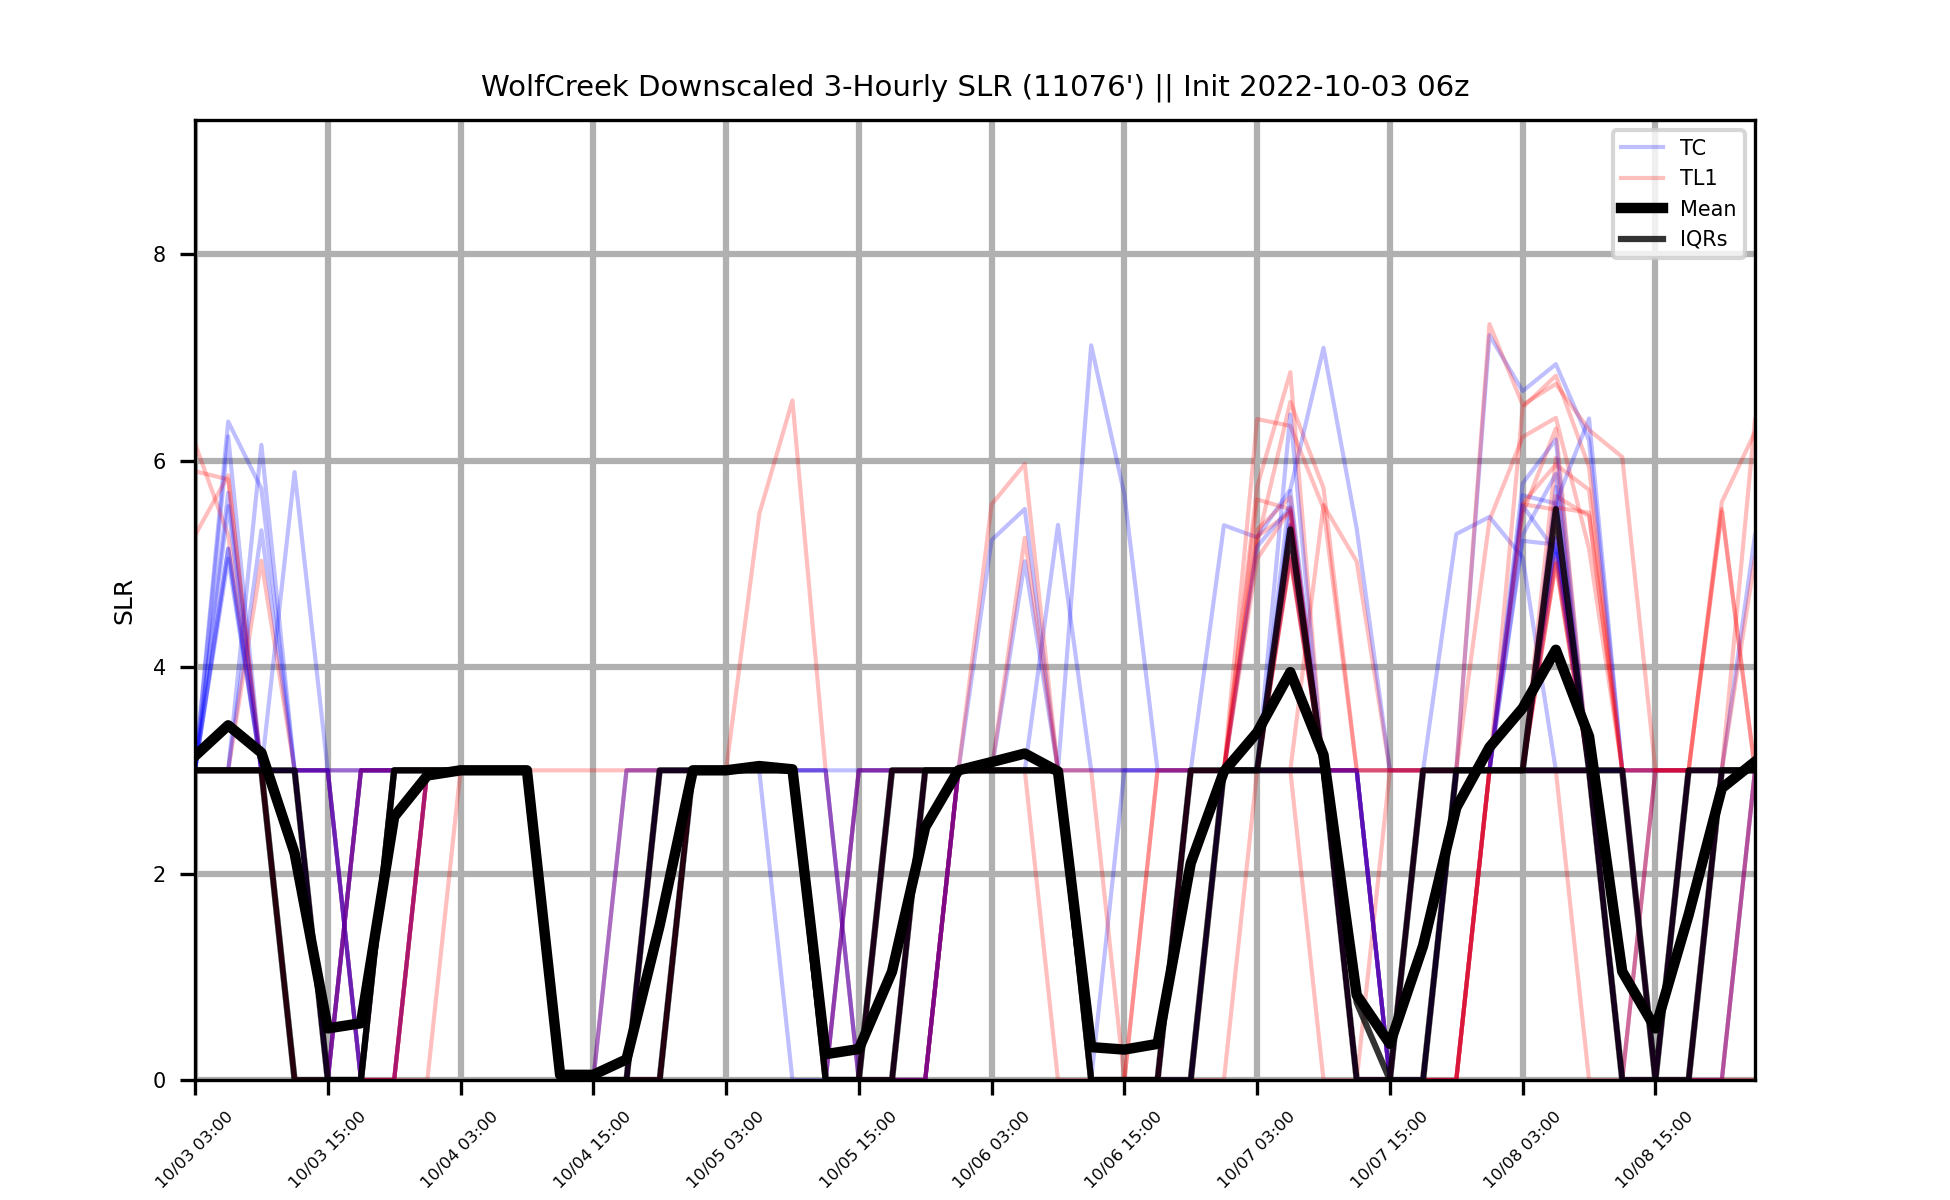 WolfCreek Downscaled 3-Hourly SLR (11076') || Init 2022-10-03 06z
TC
TL1
Mean
IQRs
8
6
4
2
0
SLR
10/03 03:00
10/03 15:00
10/04 03:00
10/04 15:00
10/05 03:00
10/05 15:00
10/06 03:00
10/06 15:00
10/07 03:00
10/07 15:00
10/08 03:00
10/08 15:00